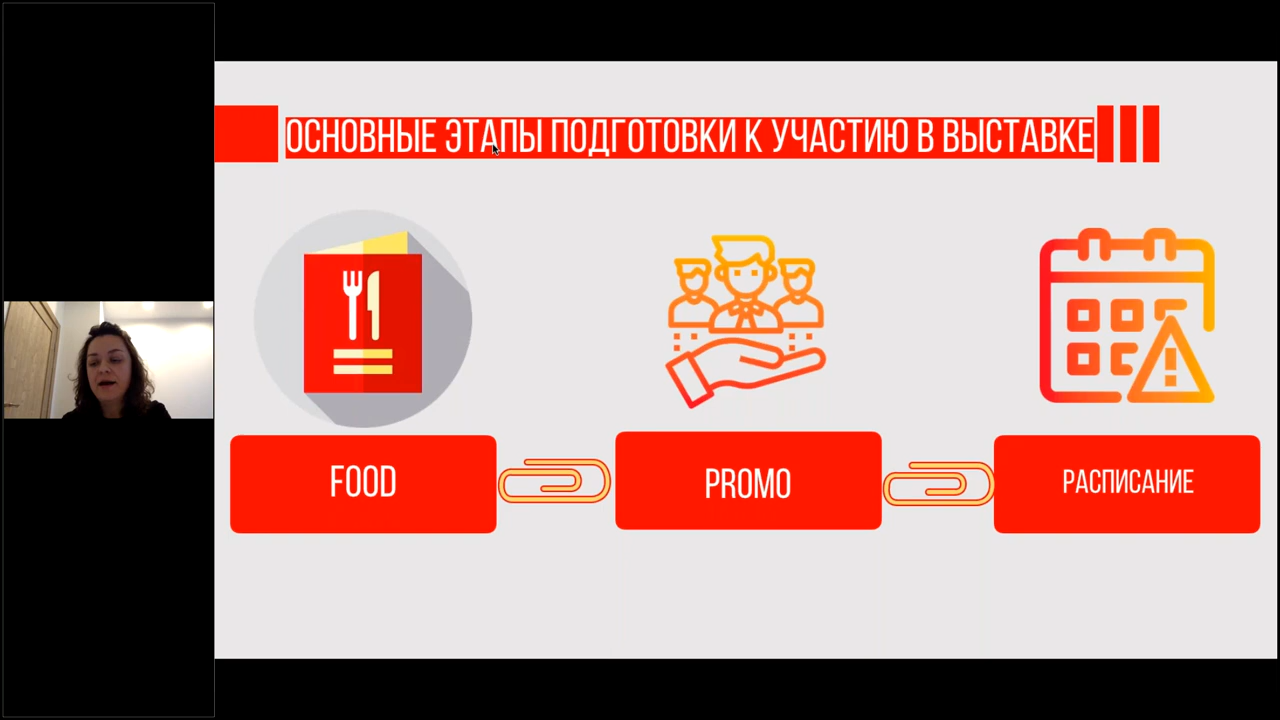 ОСНОВНЫЕ ЭТАПЫ ПОДГОТОВКИ К УЧАСТИЮ В ВЫСТАВКЕ
FOOD
PROMO
РАСПИСАНИЕ